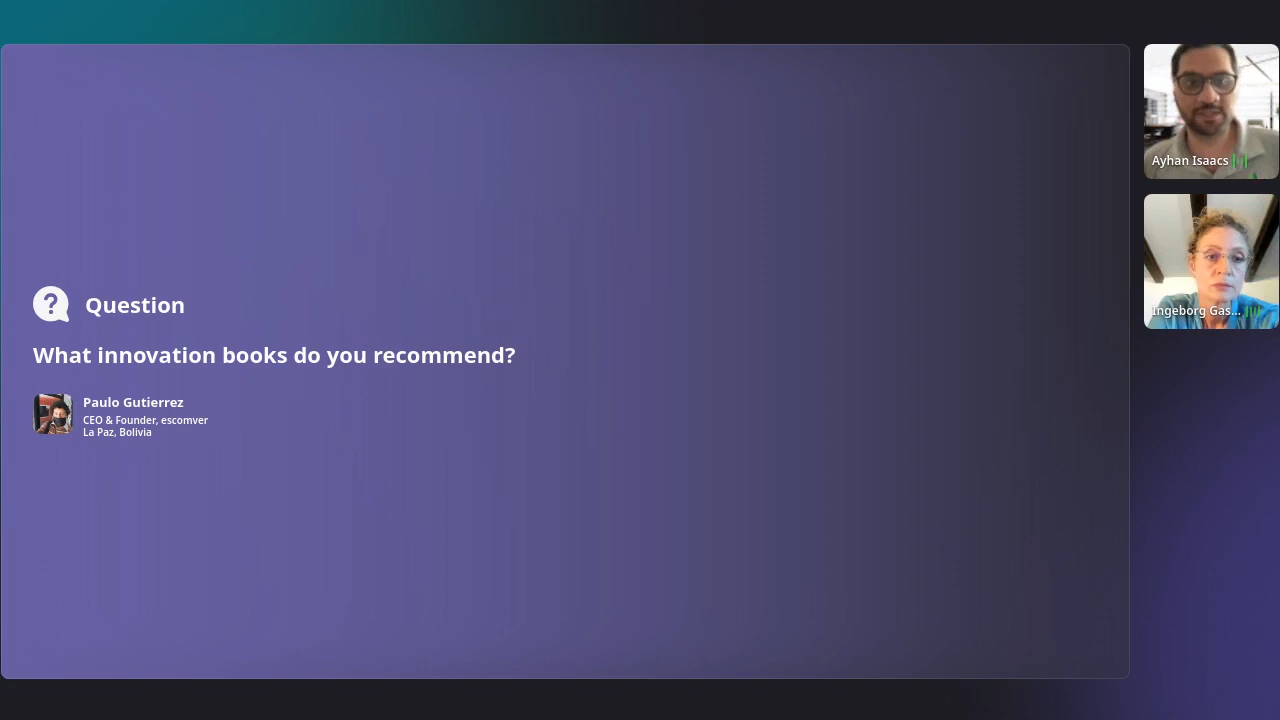 Question
What innovation books do you recommend?
Paulo Gutierrez
CEO & Founder, escomver
La Paz, Bolivia
Ayhan Isaacs
Ingeborg Gas...